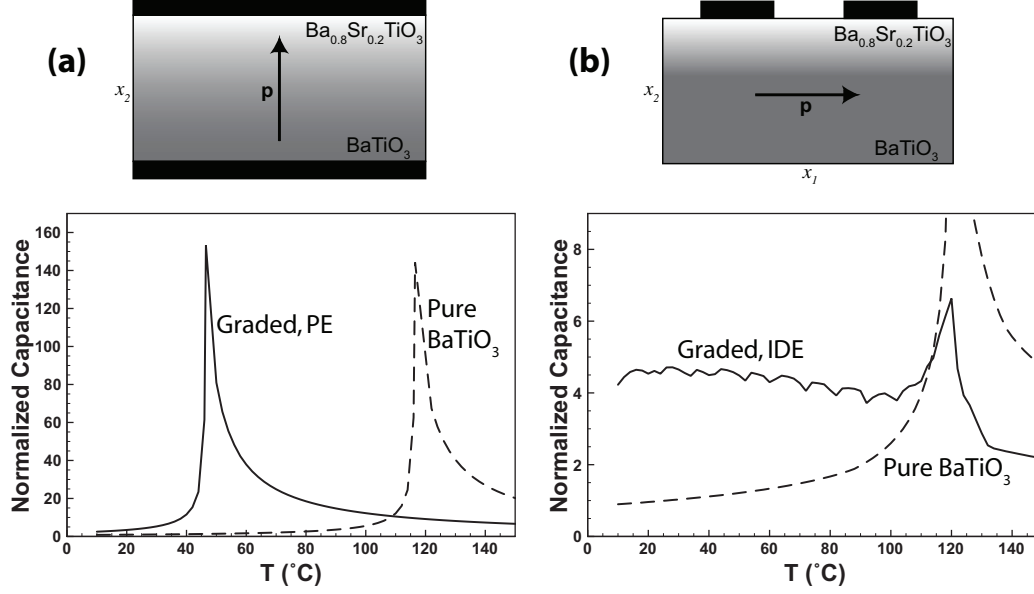 (a)
Ba0.8Sr0.2TiO3
x2
p
BaTiO3
(b)
Ba0.8Sr0.2TiO3
x2
p
BaTiO3
x1
Normalized Capacitance
160
140
120
100
80
60
40
20
0
Graded, PE
Pure
BaTiO3
0 20 40 60 80 100 120 140
T (˚C)
Normalized Capacitance
8
6
4
2
0
Graded, IDE
Pure BaTiO3
0 20 40 60 80 100 120 140
T (˚C)